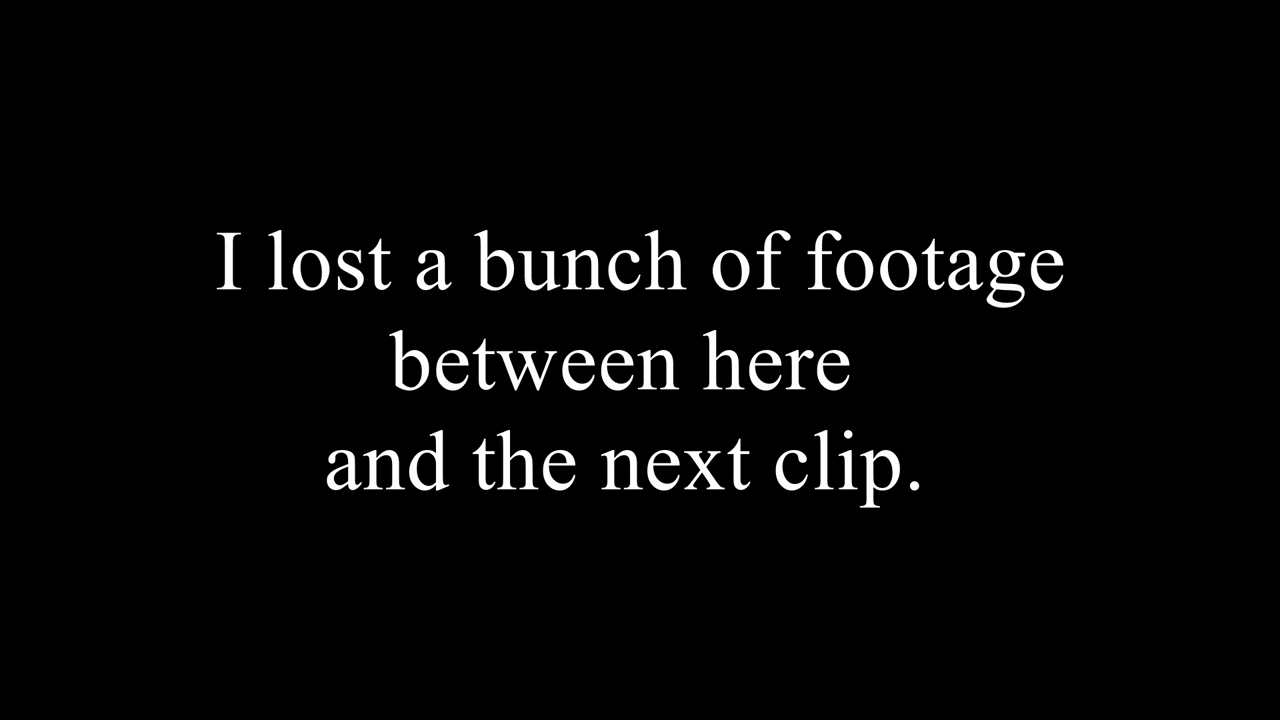 I lost a bunch of footage
between here
and the next clip.